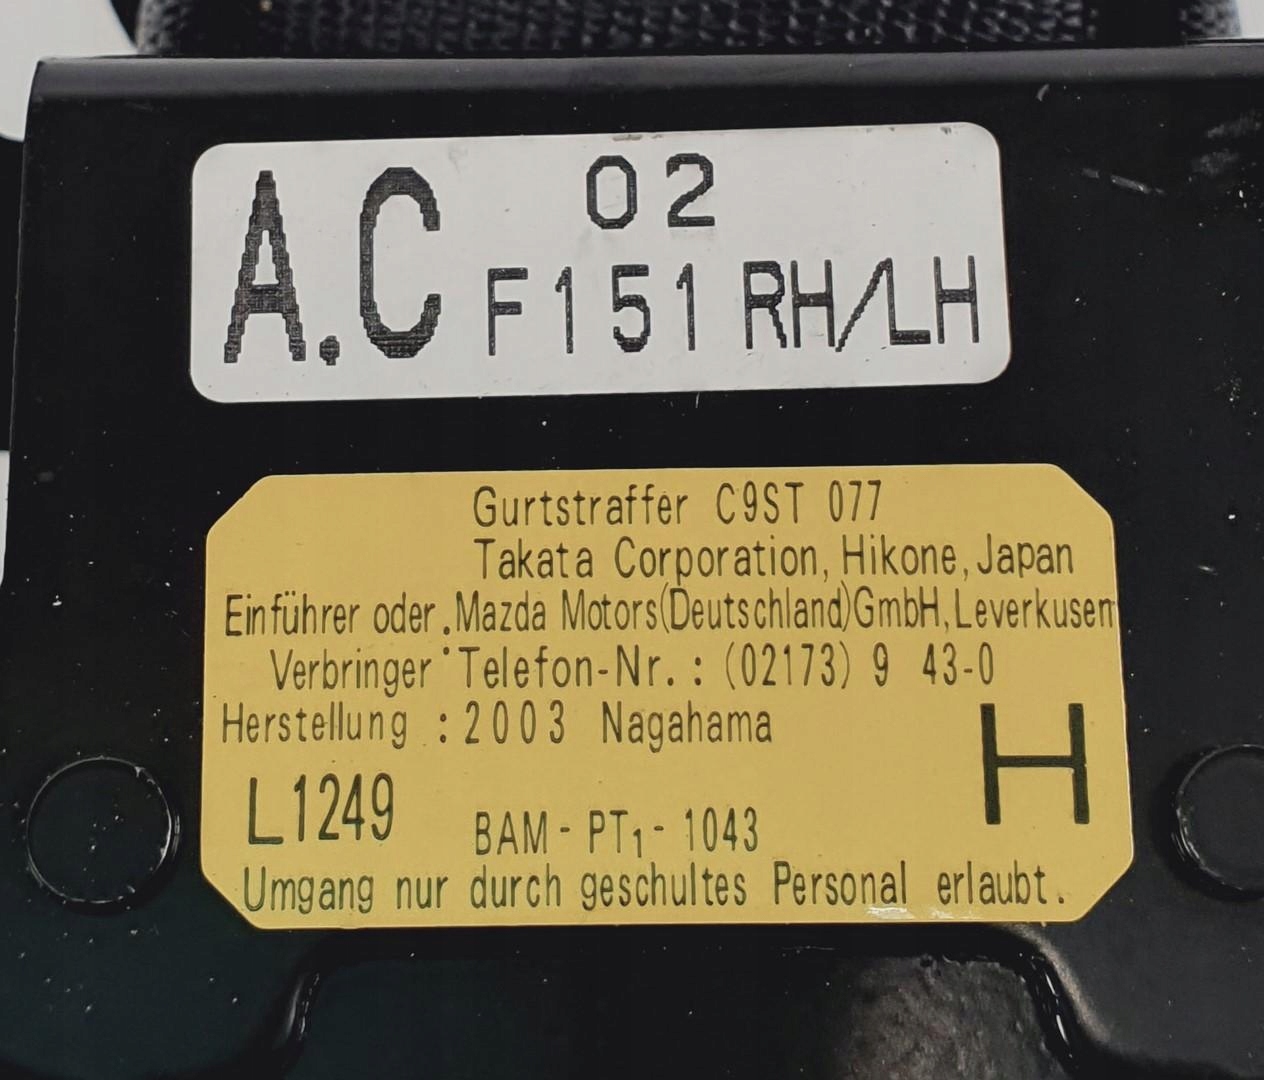 A.C 02
F151 RH/LH
Gurtstraffer C9ST 077
Takata Corporation, Hikone, Japan
Einführer oder . Mazda Motors(Deutschland)GmbH, Leverkusen
Verbringer · Telefon-Nr. : (02173) 9 43-0
Herstellung : 2003 Nagahama
H
L1249
BAM - PT₁ - 1043
Umgang nur durch geschultes Personal erlaubt.